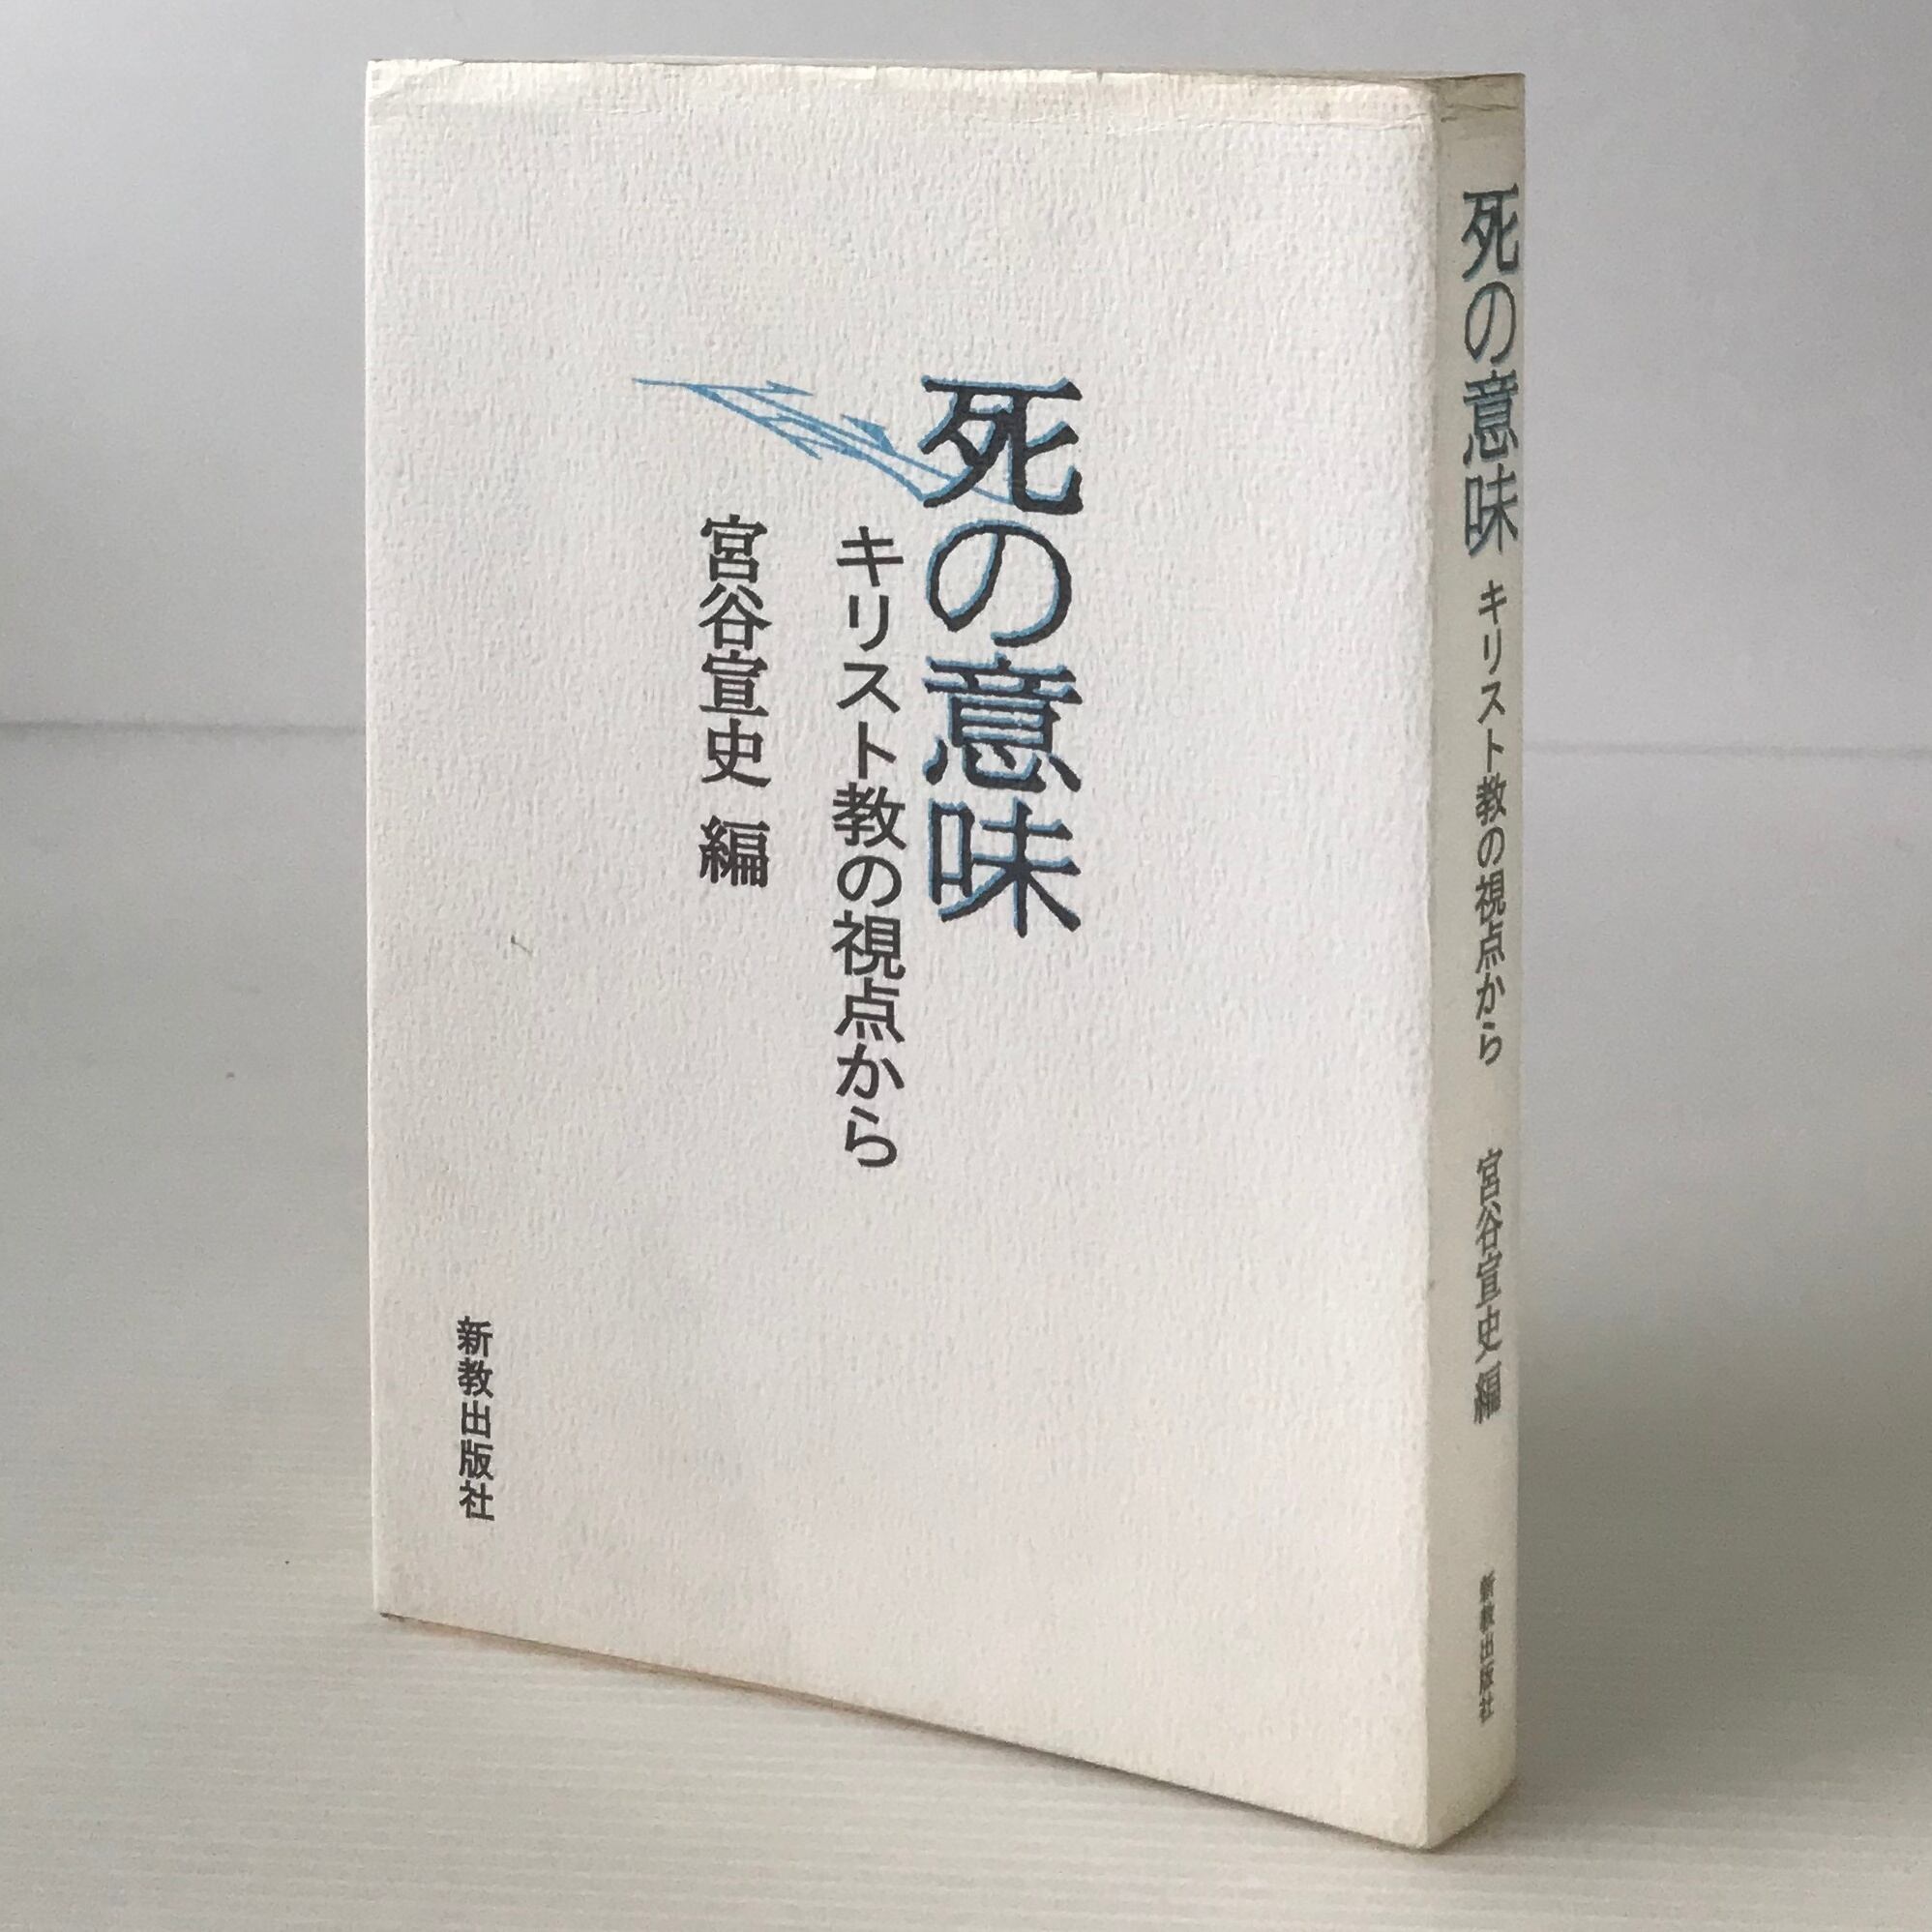 死の意味
キリスト教の視点から
宮谷宣史 編
新教出版社
死の意味 キリスト教の視点から 宮谷宣史 編 新教出版社